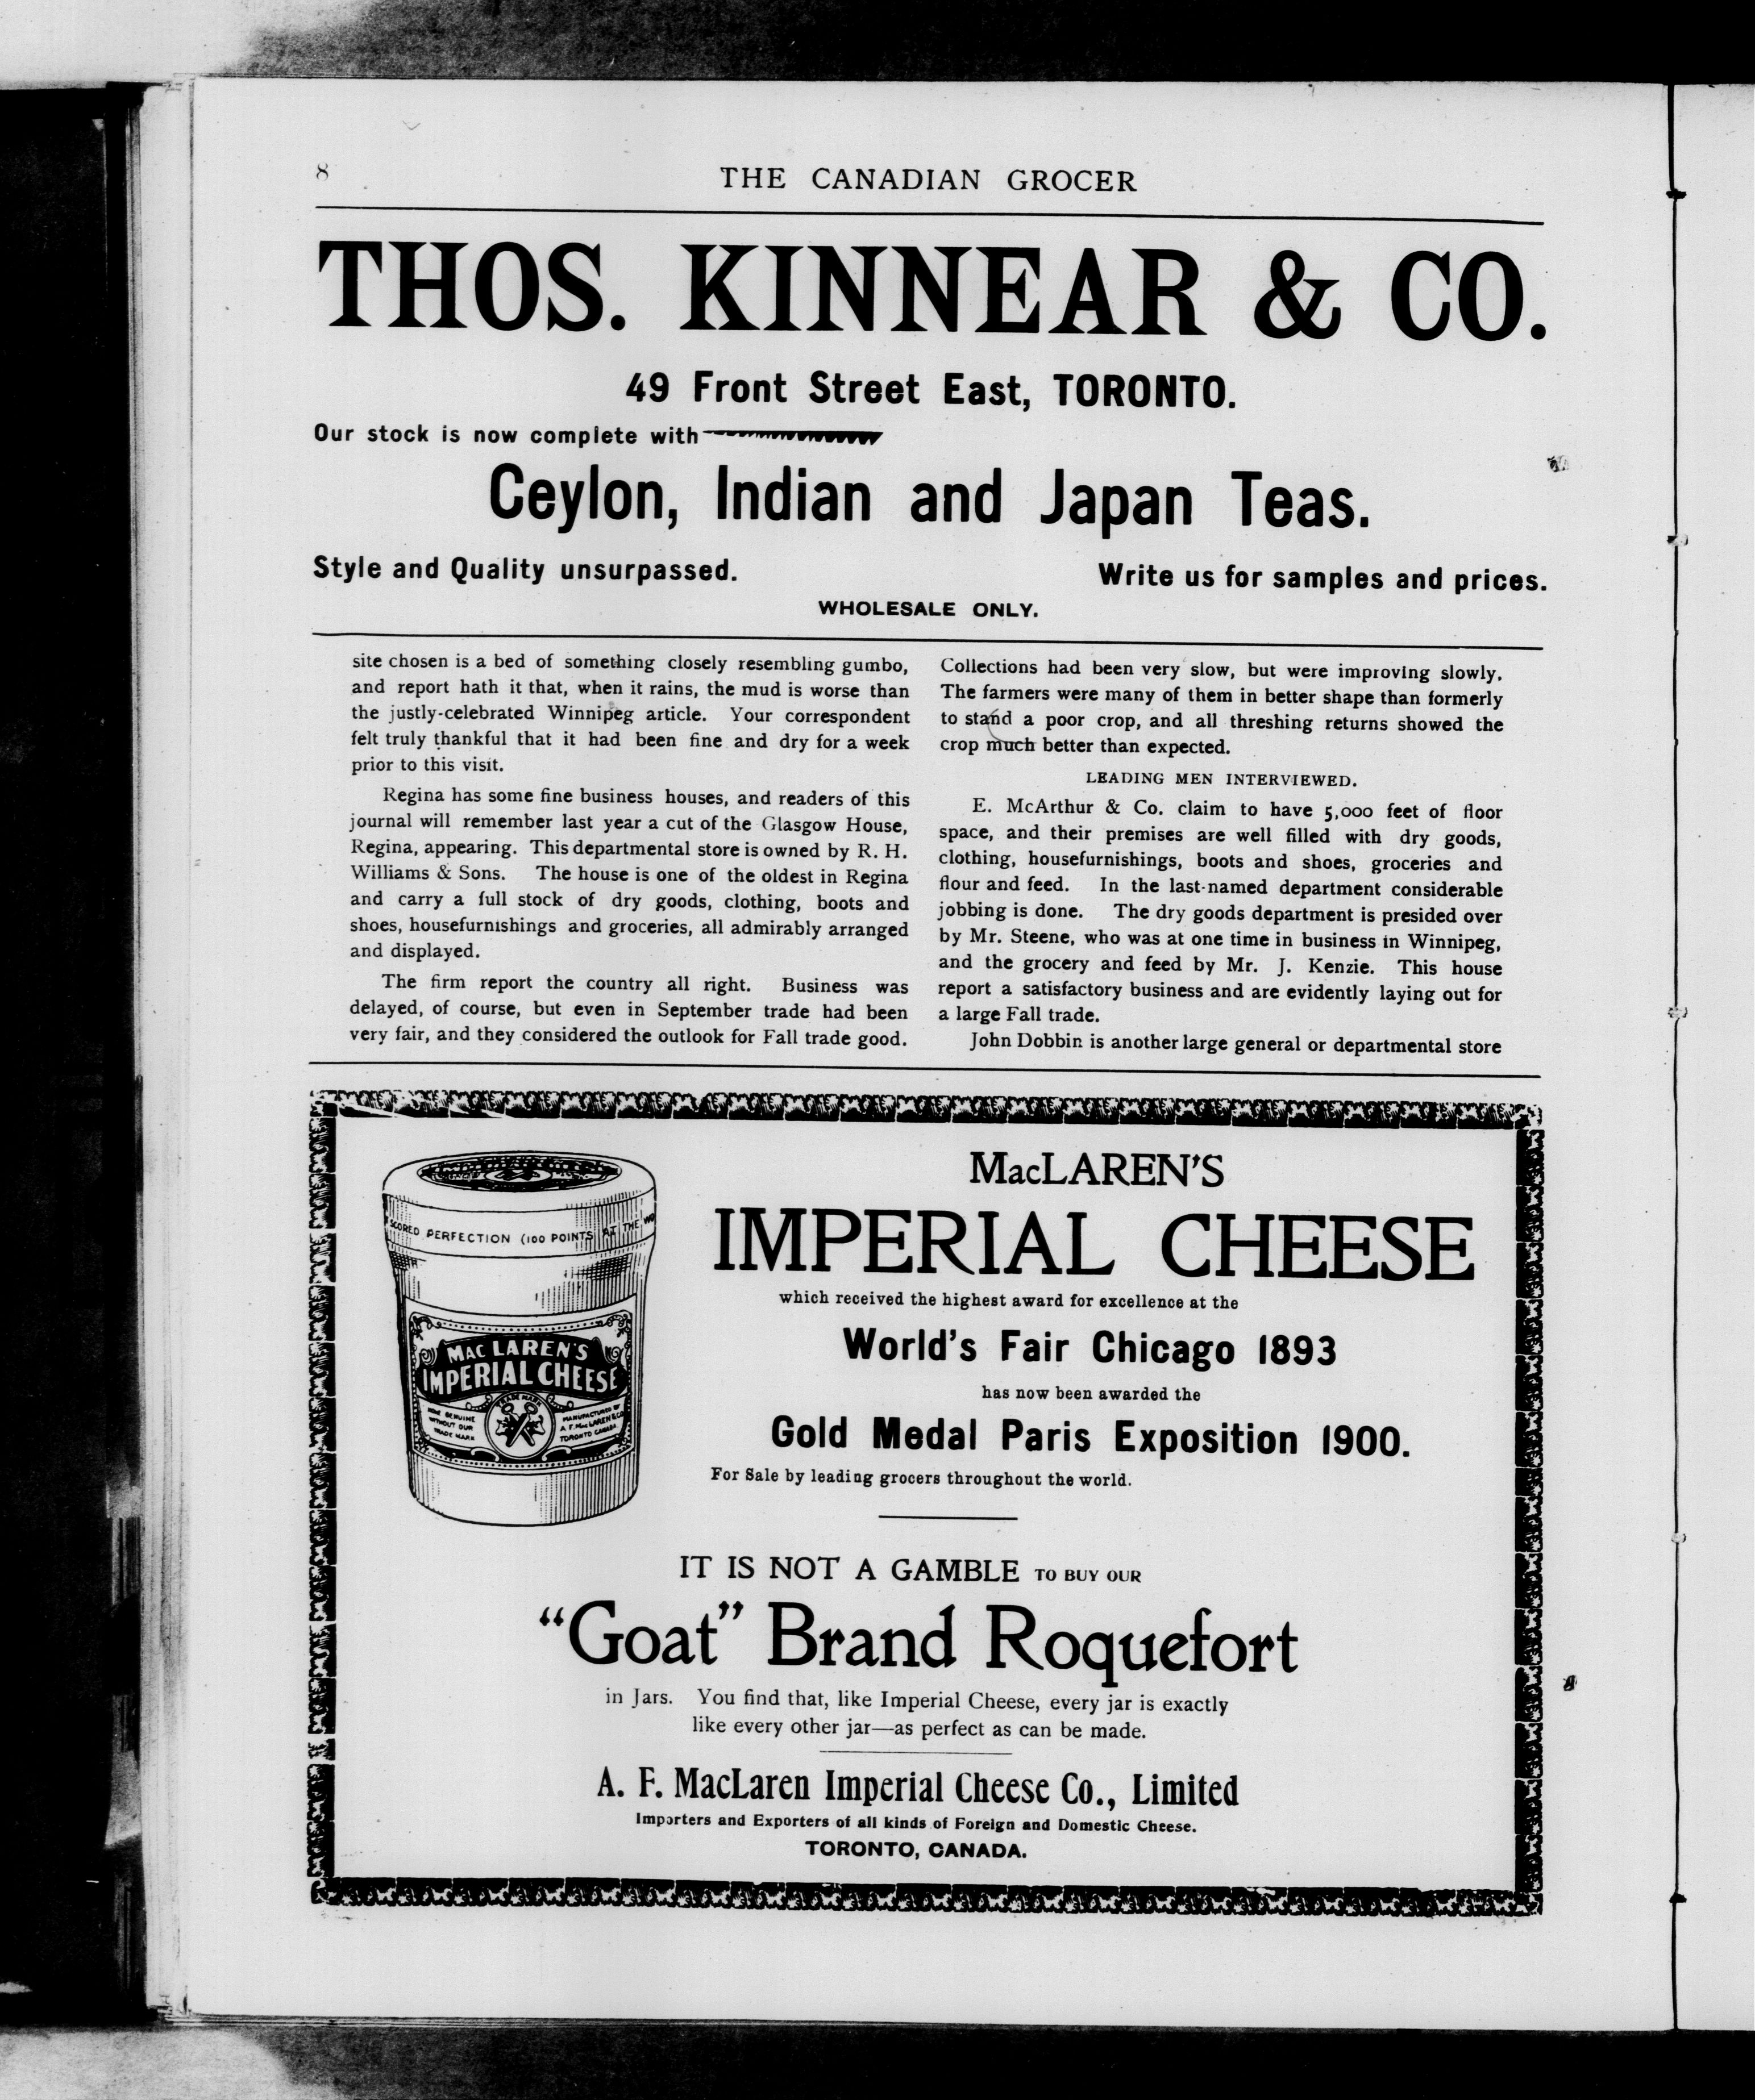 8
THE CANADIAN GROCER
THOS. KINNEAR & CO.
49 Front Street East, TORONTO.
Our stock is now complete with
Ceylon, Indian and Japan Teas.
Style and Quality unsurpassed.
Write us for samples and prices.
WHOLESALE ONLY.
site chosen is a bed of something closely resembling gumbo,
and report hath it that, when it rains, the mud is worse than
the justly-celebrated Winnipeg article. Your correspondent
felt truly thankful that it had been fine and dry for a week
prior to this visit.
Regina has some fine business houses, and readers of this
journal will remember last year a cut of the Glasgow House,
Regina, appearing. This departmental store is owned by R. H.
Williams & Sons. The house is one of the oldest in Regina
and carry a full stock of dry goods, clothing, boots and
shoes, housefurnishings and groceries, all admirably arranged
and displayed.
The firm report the country all right. Business was
delayed, of course, but even in September trade had been
very fair, and they considered the outlook for Fall trade good.
Collections had been very slow, but were improving slowly.
The farmers were many of them in better shape than formerly
to stand a poor crop, and all threshing returns showed the
crop much better than expected.
LEADING MEN INTERVIEWED.
E. McArthur & Co. claim to have 5,000 feet of floor
space, and their premises are well filled with dry goods,
clothing, housefurnishings, boots and shoes, groceries and
flour and feed. In the last-named department considerable
jobbing is done. The dry goods department is presided over
by Mr. Steene, who was at one time in business in Winnipeg,
and the grocery and feed by Mr. J. Kenzie. This house
report a satisfactory business and are evidently laying out for
a large Fall trade.
John Dobbin is another large general or departmental store
SCORED PERFECTION (100 POINTS) AT THE WO
MAC LAREN'S
IMPERIAL CHEESE
TRADE MARK
NONE GENUINE
WITHOUT OUR
TRADE MARK
MANUFACTURED BY
A. F. MacLAREN & CO
TORONTO CANADA
MacLAREN'S
IMPERIAL CHEESE
which received the highest award for excellence at the
World's Fair Chicago 1893
has now been awarded the
Gold Medal Paris Exposition 1900.
For Sale by leading grocers throughout the world.
IT IS NOT A GAMBLE TO BUY OUR
"Goat" Brand Roquefort
in Jars. You find that, like Imperial Cheese, every jar is exactly
like every other jar—as perfect as can be made.
A. F. MacLaren Imperial Cheese Co., Limited
Importers and Exporters of all kinds of Foreign and Domestic Cheese.
TORONTO, CANADA.